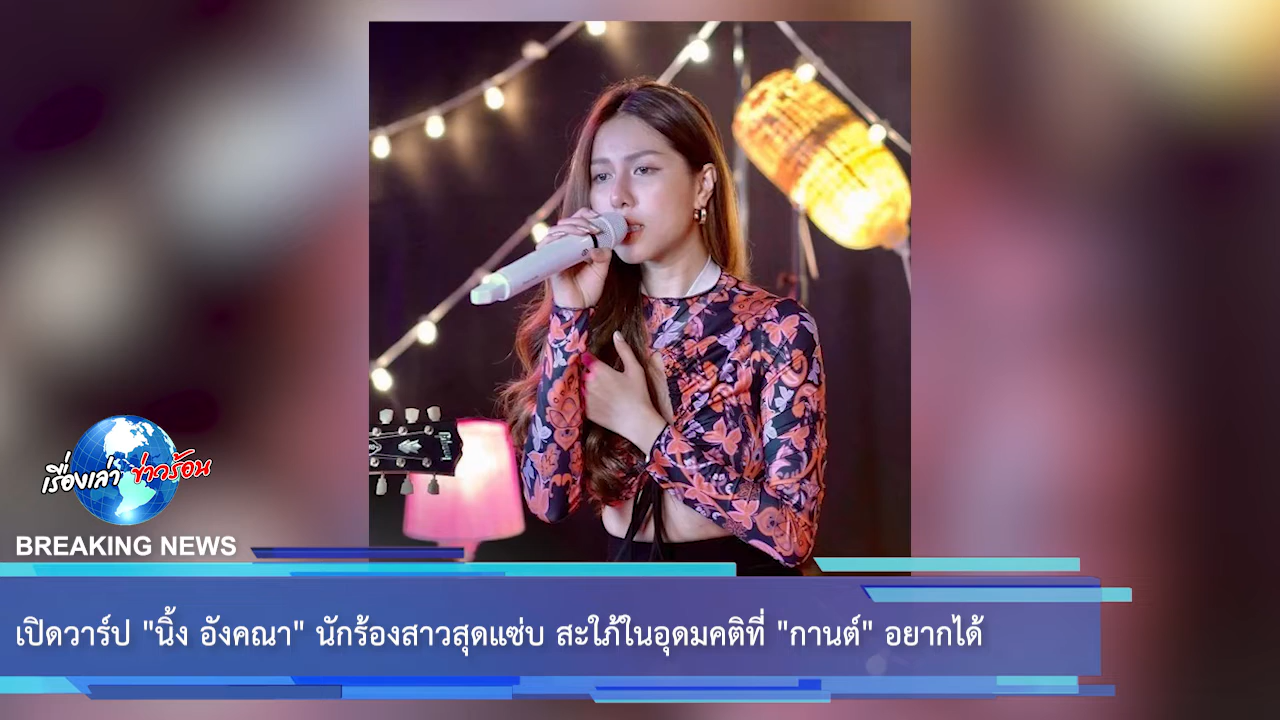 เรื่องเล่า ข่าวร้อน
BREAKING NEWS
เปิดวาร์ป "นิ้ง อังคณา" นักร้องสาวสุดแซ่บ สะใภ้ในอุดมคติที่ "กานต์" อยากได้